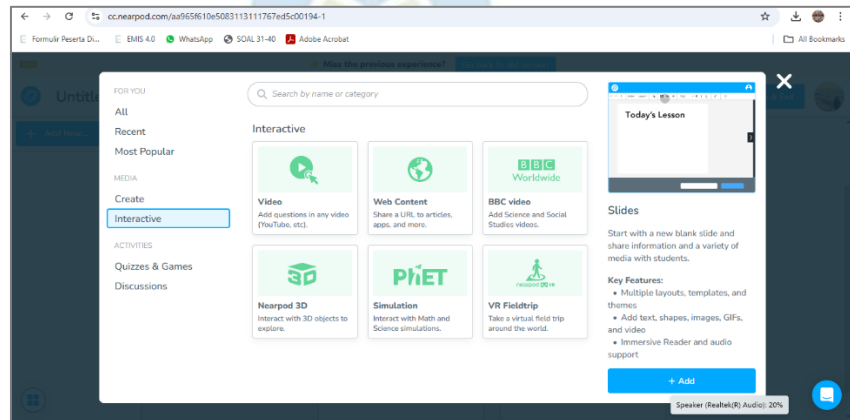 cc.nearpod.com/aa965f610e5083113111767ed5c00194-1
Formulir Peserta Di...
EMIS 4.0
WhatsApp
SOAL 31-40
Adobe Acrobat
All Bookmarks
Miss the previous experience?
Untitle
+ Add New...
FOR YOU
All
Recent
Most Popular
MEDIA
Create
Interactive
ACTIVITIES
Quizzes & Games
Discussions
Search by name or category
Interactive
Video
Add questions in any video
(YouTube, etc).
Web Content
Share a URL to articles,
apps, and more.
BBC
Worldwide
BBC video
Add Science and Social
Studies videos.
3D
Nearpod 3D
Interact with 3D objects to
explore.
PhET
Simulation
Interact with Math and
Science simulations.
nearpod VR
VR Fieldtrip
Take a virtual field trip
around the world.
Today's Lesson
Slides
Start with a new blank slide and
share information and a variety of
media with students.
Key Features:
• Multiple layouts, templates, and
themes
• Add text, shapes, images, GIFs,
and video
• Immersive Reader and audio
support
+ Add
Speaker (Realtek(R) Audio): 20%